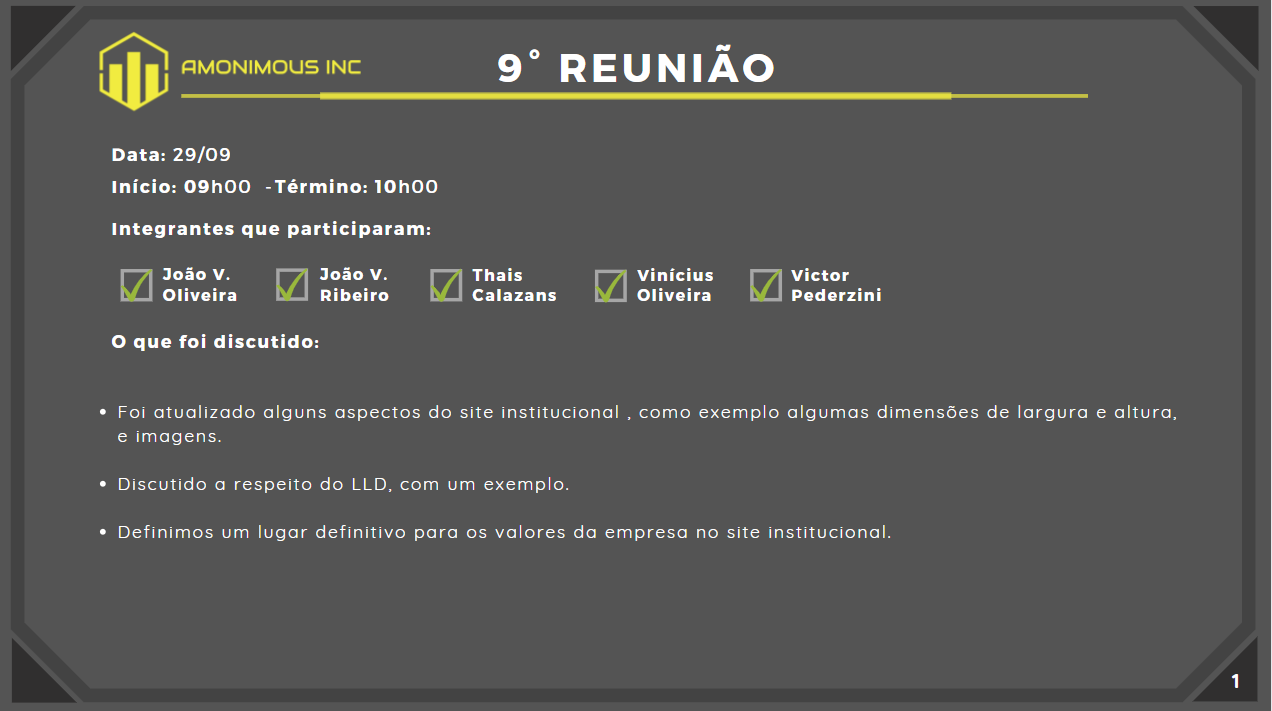 AMONIMOUS INC
9° REUNIÃO
Data: 29/09
Início: 09h00 -Término: 10h00
Integrantes que participaram:
João V.
Oliveira
João V.
Ribeiro
Thais
Calazans
Vinícius
Oliveira
Victor
Pederzini
O que foi discutido:
• Foi atualizado alguns aspectos do site institucional , como exemplo algumas dimensões de largura e altura,
e imagens.
• Discutido a respeito do LLD, com um exemplo.
• Definimos um lugar definitivo para os valores da empresa no site institucional.
1